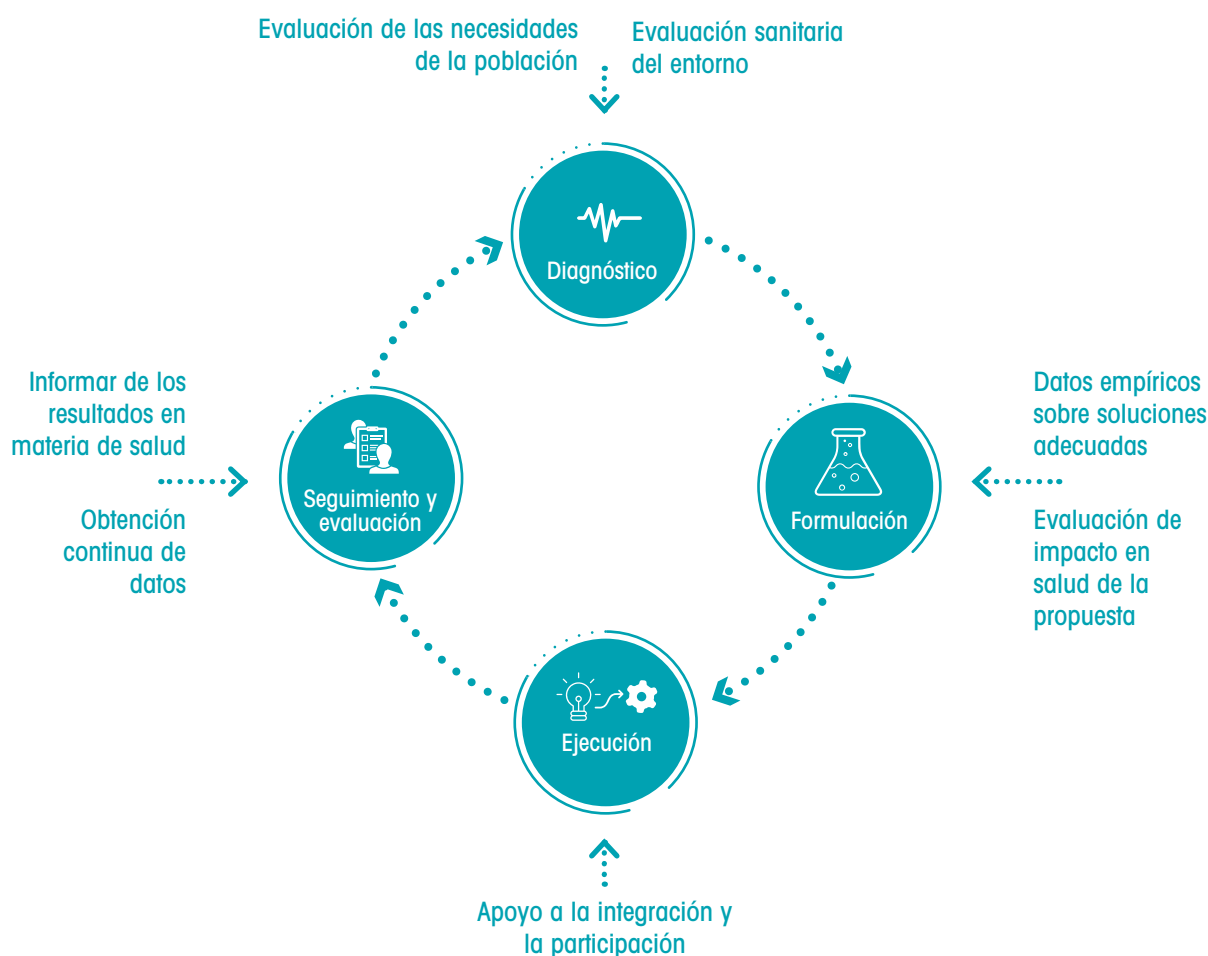 Evaluación de las necesidades
de la población
Evaluación sanitaria
del entorno
Diagnóstico
Informar de los
resultados en
materia de salud
Obtención
continua de
datos
Seguimiento y
evaluación
Formulación
Datos empíricos
sobre soluciones
adecuadas
Evaluación de
impacto en
salud de la
propuesta
Ejecución
Apoyo a la integración y
la participación